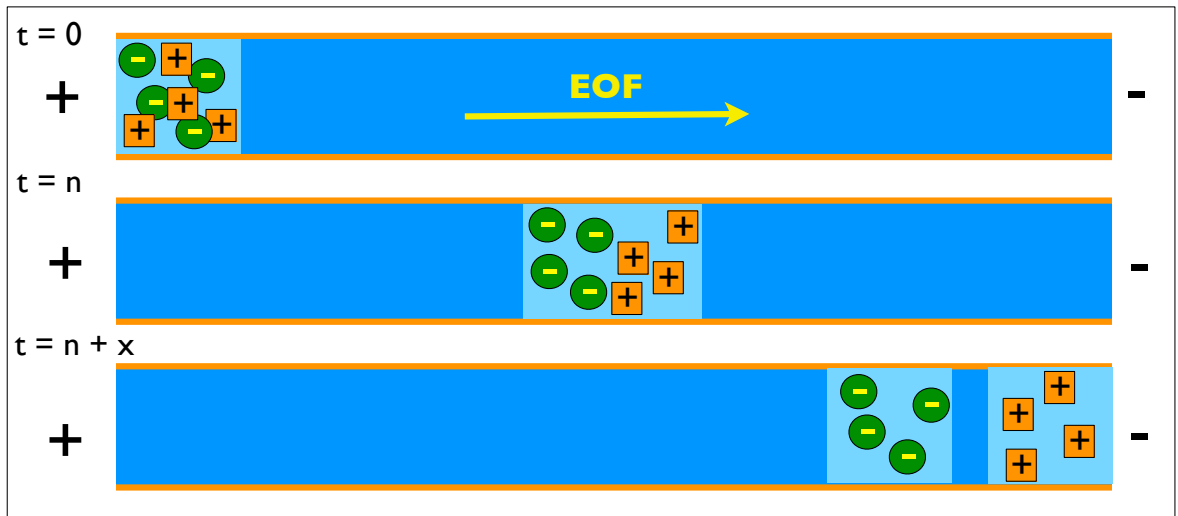 t = 0
+ EOF -
t = n
+ -
t = n + x
+ -